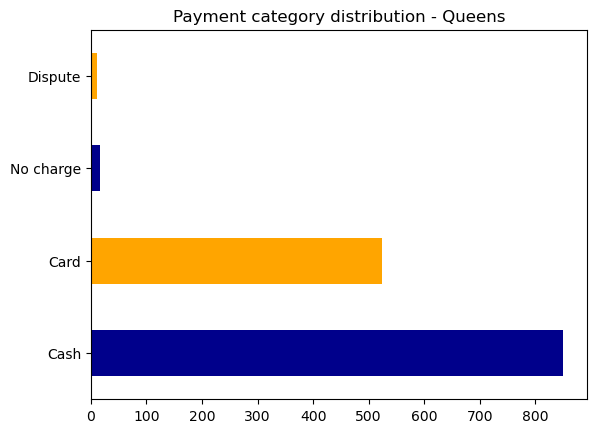 Payment category distribution - Queens
Dispute
No charge
Card
Cash
0 100 200 300 400 500 600 700 800